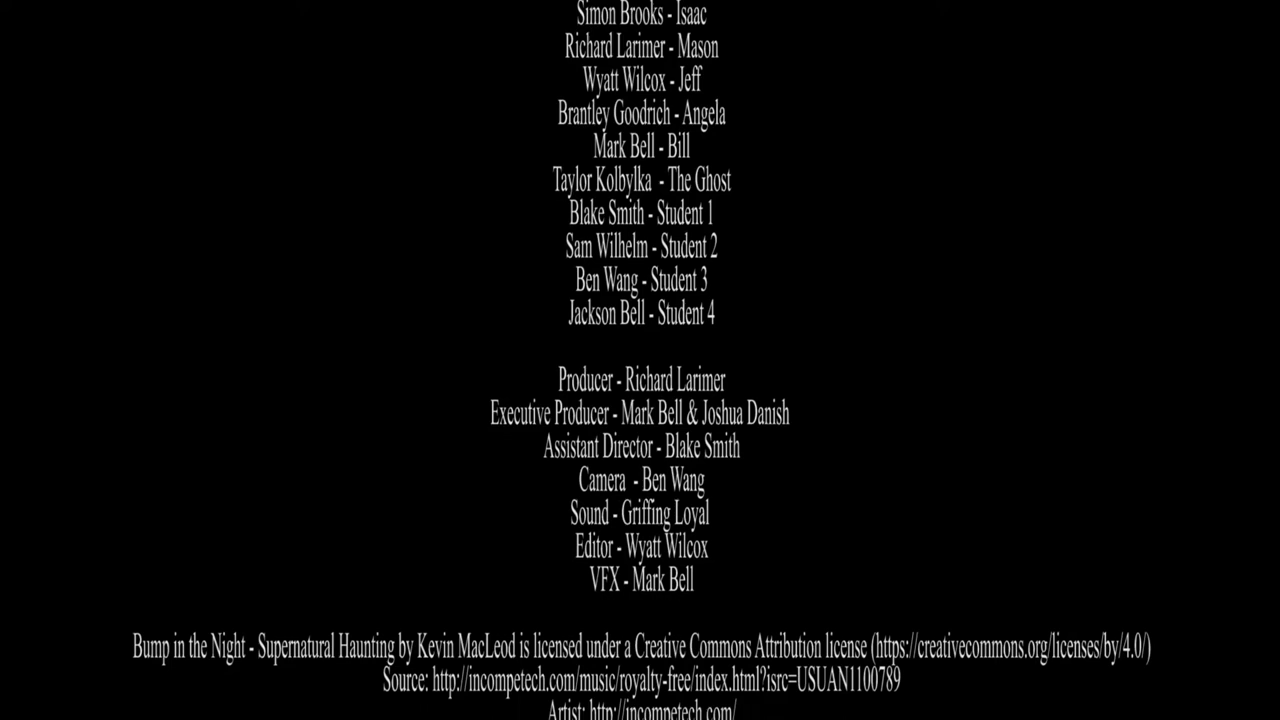 Simon Brooks - Isaac
Richard Larimer - Mason
Wyatt Wilcox - Jeff
Brantley Goodrich - Angela
Mark Bell - Bill
Taylor Kolbylka - The Ghost
Blake Smith - Student 1
Sam Wilhelm - Student 2
Ben Wang - Student 3
Jackson Bell - Student 4
Producer - Richard Larimer
Executive Producer - Mark Bell & Joshua Danish
Assistant Director - Blake Smith
Camera - Ben Wang
Sound - Griffing Loyal
Editor - Wyatt Wilcox
VFX - Mark Bell
Bump in the Night - Supernatural Haunting by Kevin MacLeod is licensed under a Creative Commons Attribution license (https://creativecommons.org/licenses/by/4.0/)
Source: http://incompetech.com/music/royalty-free/index.html?isrc=USUAN1100789
Artist: http://incompetech.com/